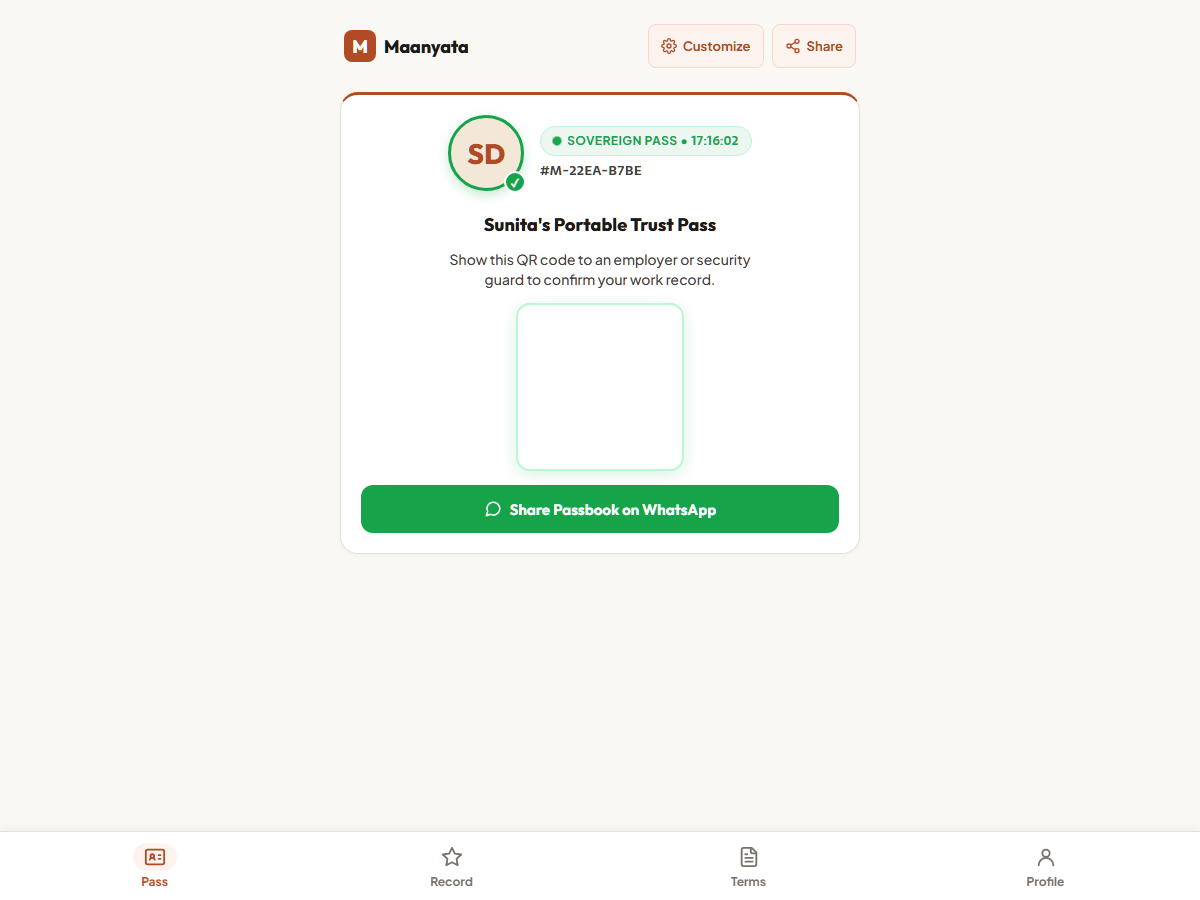 M Maanyata
Customize
Share
SD
SOVEREIGN PASS • 17:16:02
#M-22EA-B7BE
Sunita's Portable Trust Pass
Show this QR code to an employer or security
guard to confirm your work record.
Share Passbook on WhatsApp
Pass
Record
Terms
Profile